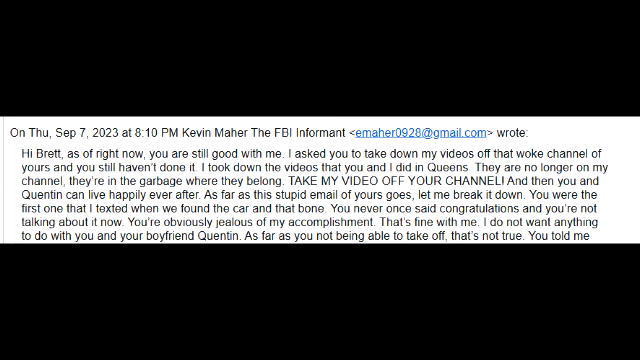 On Thu, Sep 7, 2023 at 8:10 PM Kevin Maher The FBI Informant <emaher0928@gmail.com> wrote:
Hi Brett, as of right now, you are still good with me. I asked you to take down my videos off that woke channel of
yours and you still haven't done it. I took down the videos that you and I did in Queens. They are no longer on my
channel, they're in the garbage where they belong. TAKE MY VIDEO OFF YOUR CHANNEL! And then you and
Quentin can live happily ever after. As far as this stupid email of yours goes, let me break it down. You were the
first one that I texted when we found the car and that bone. You never once said congratulations and you're not
talking about it now. You're obviously jealous of my accomplishment. That's fine with me. I do not want anything
to do with you and your boyfriend Quentin. As far as you not being able to take off, that's not true. You told me